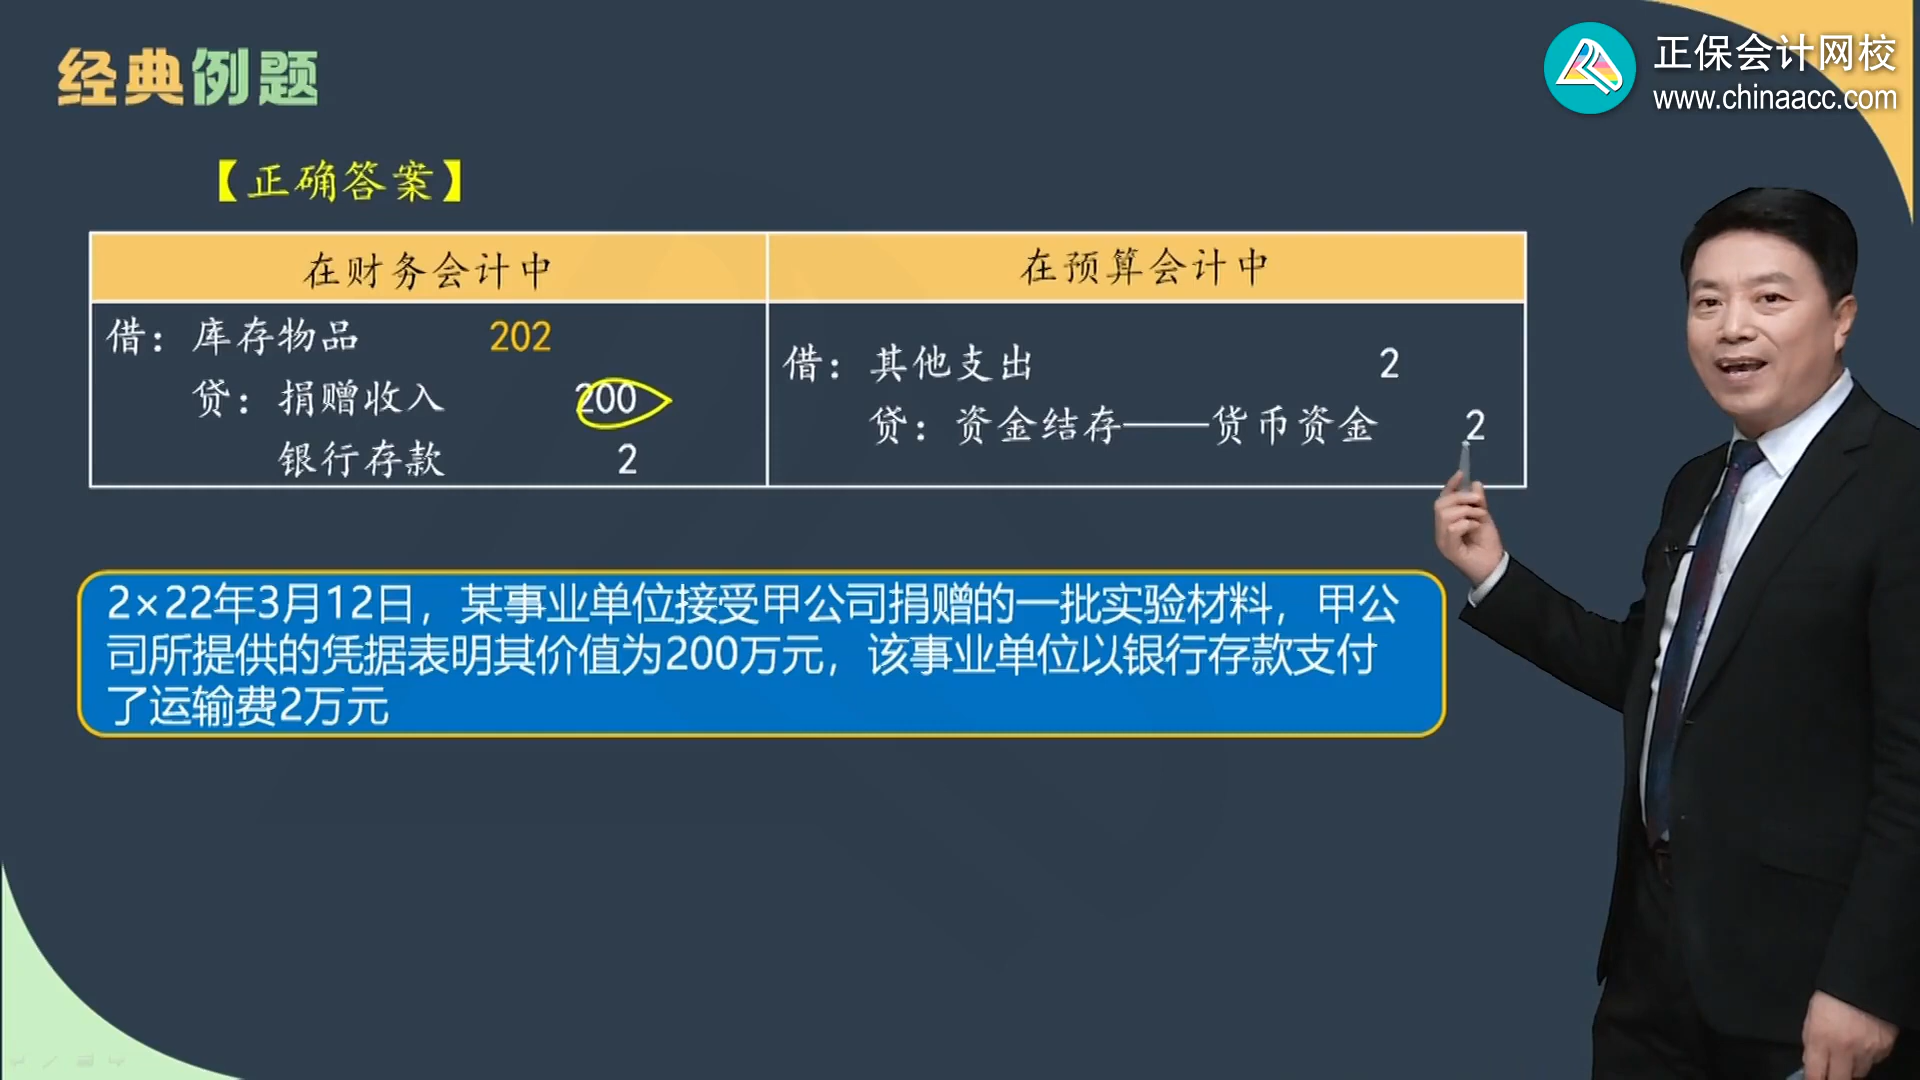 经典例题
正保会计网校
www.chinaacc.com
【正确答案】
在财务会计中
在预算会计中
借：库存物品 202
贷：捐赠收入 200
银行存款 2
借：其他支出 2
贷：资金结存——货币资金 2
2×22年3月12日，某事业单位接受甲公司捐赠的一批实验材料，甲公
司所提供的凭据表明其价值为200万元，该事业单位以银行存款支付
了运输费2万元